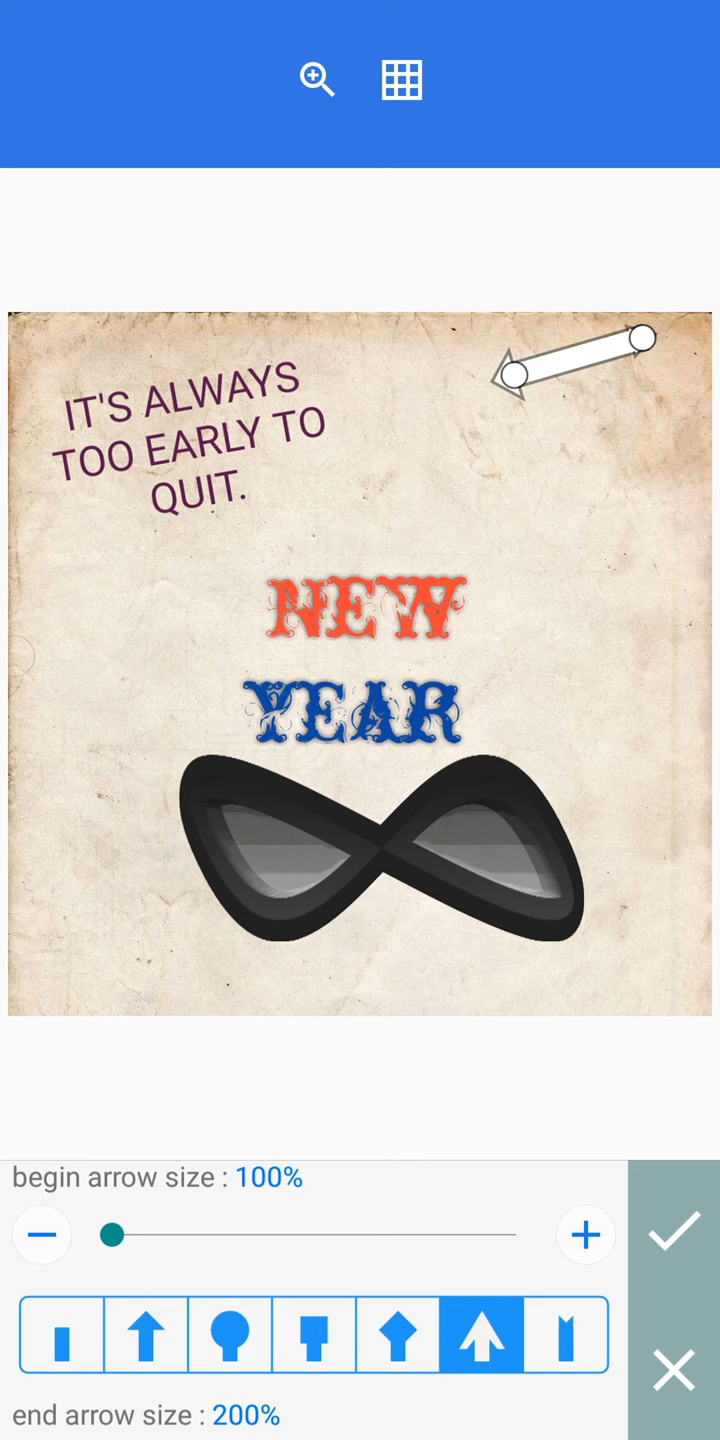 IT'S ALWAYS
TOO EARLY TO
QUIT.
NEW
YEAR
begin arrow size : 100%
end arrow size : 200%